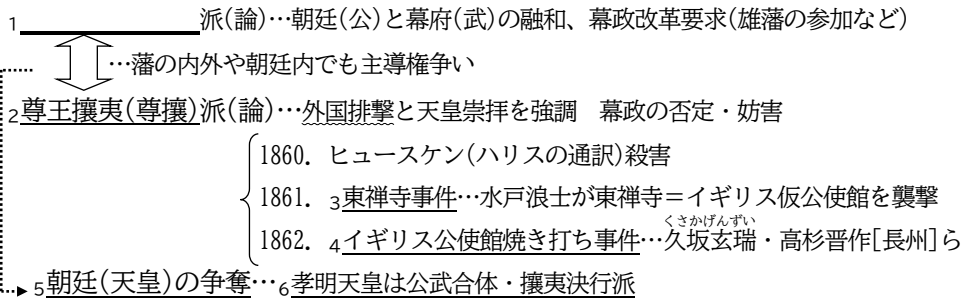 1 派(論)…朝廷(公)と幕府(武)の融和、幕政改革要求(雄藩の参加など)
…藩の内外や朝廷内でも主導権争い
2尊王攘夷(尊攘)派(論)…外国排撃と天皇崇拝を強調　幕政の否定・妨害
1860. ヒュースケン(ハリスの通訳)殺害
1861. 3東禅寺事件…水戸浪士が東禅寺＝イギリス仮公使館を襲撃
くさかげんずい
1862. 4イギリス公使館焼き打ち事件…久坂玄瑞・高杉晋作[長州]ら
5朝廷(天皇)の争奪…6孝明天皇は公武合体・攘夷決行派